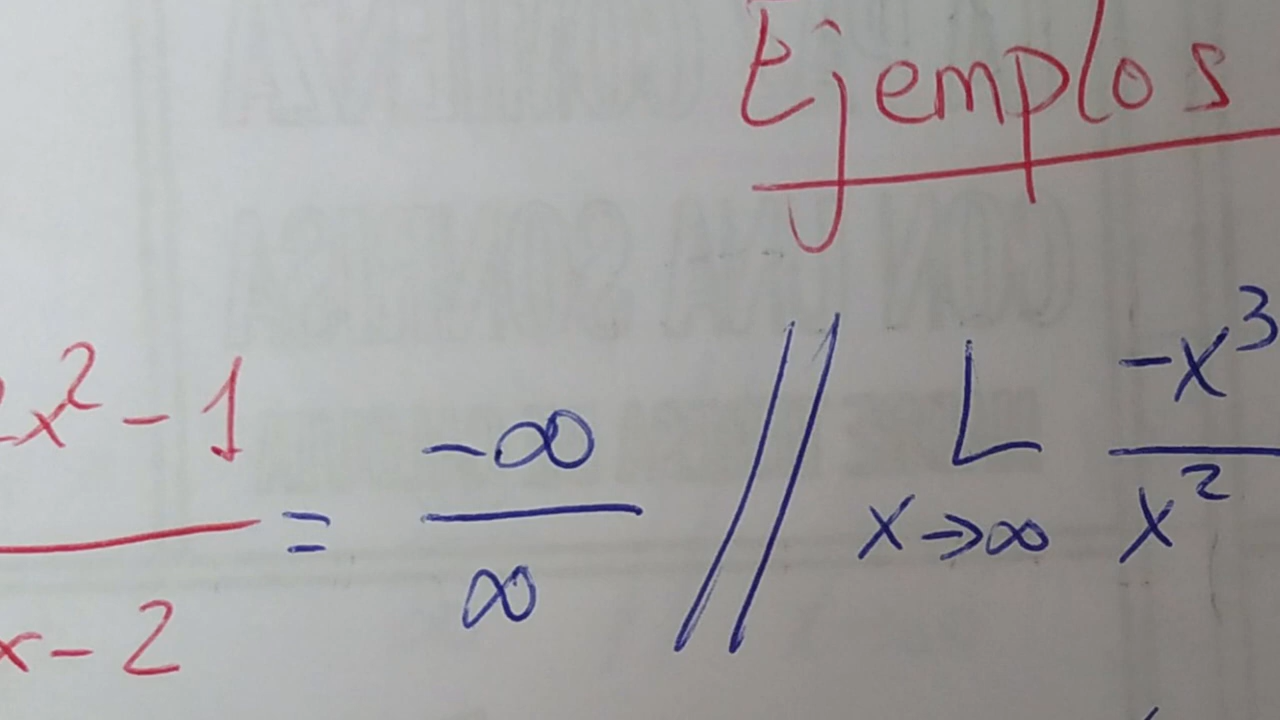 Ejemplos
x² - 1 = -∞ // L -x³
x - 2 ∞ x→∞ x²